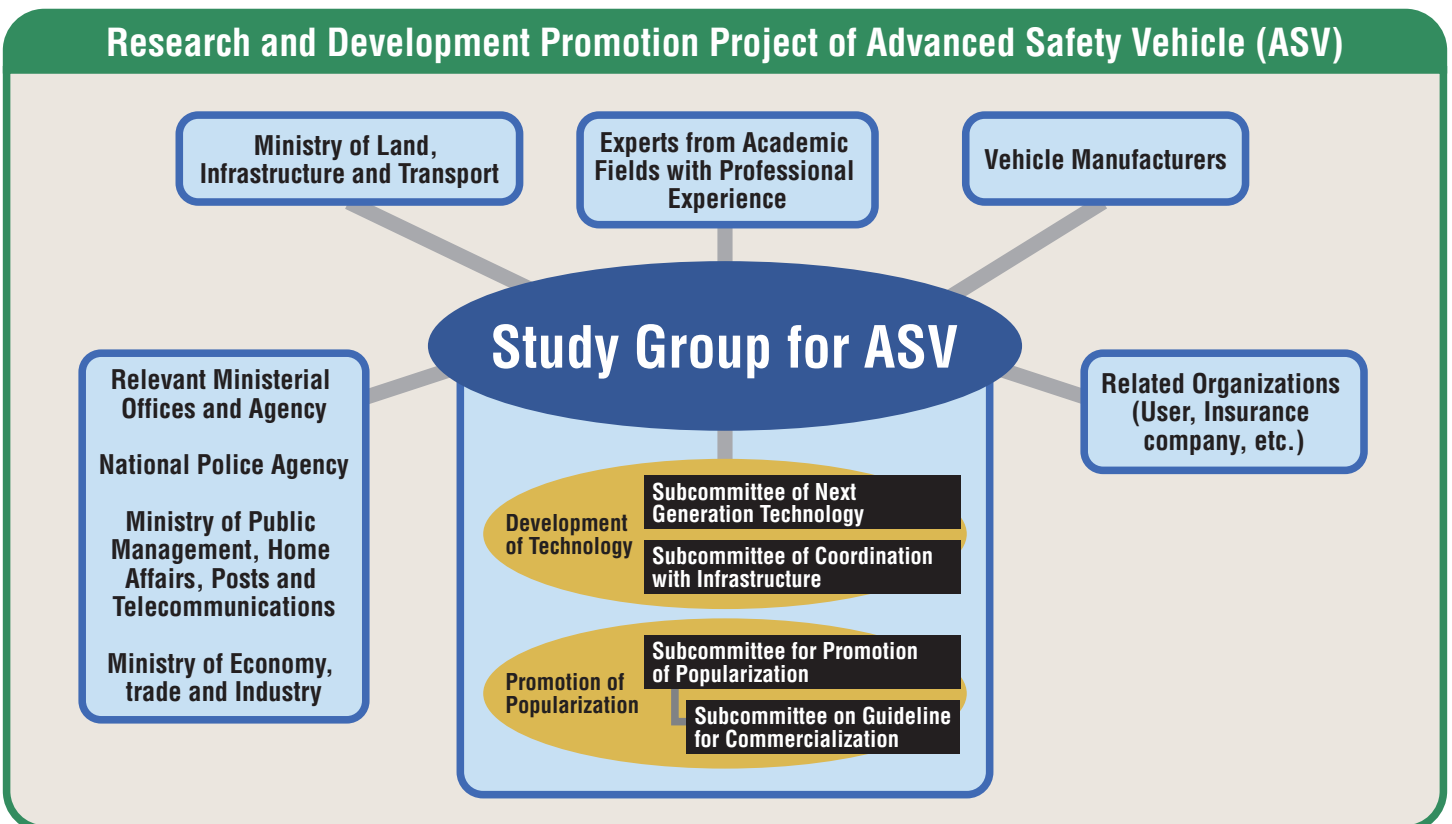 Research and Development Promotion Project of Advanced Safety Vehicle (ASV)
Ministry of Land,
Infrastructure and Transport
Experts from Academic
Fields with Professional
Experience
Vehicle Manufacturers
Study Group for ASV
Relevant Ministerial
Offices and Agency
National Police Agency
Ministry of Public
Management, Home
Affairs, Posts and
Telecommunications
Ministry of Economy,
trade and Industry
Related Organizations
(User, Insurance
company, etc.)
Development
of Technology
Subcommittee of Next
Generation Technology
Subcommittee of Coordination
with Infrastructure
Promotion of
Popularization
Subcommittee for Promotion
of Popularization
Subcommittee on Guideline
for Commercialization